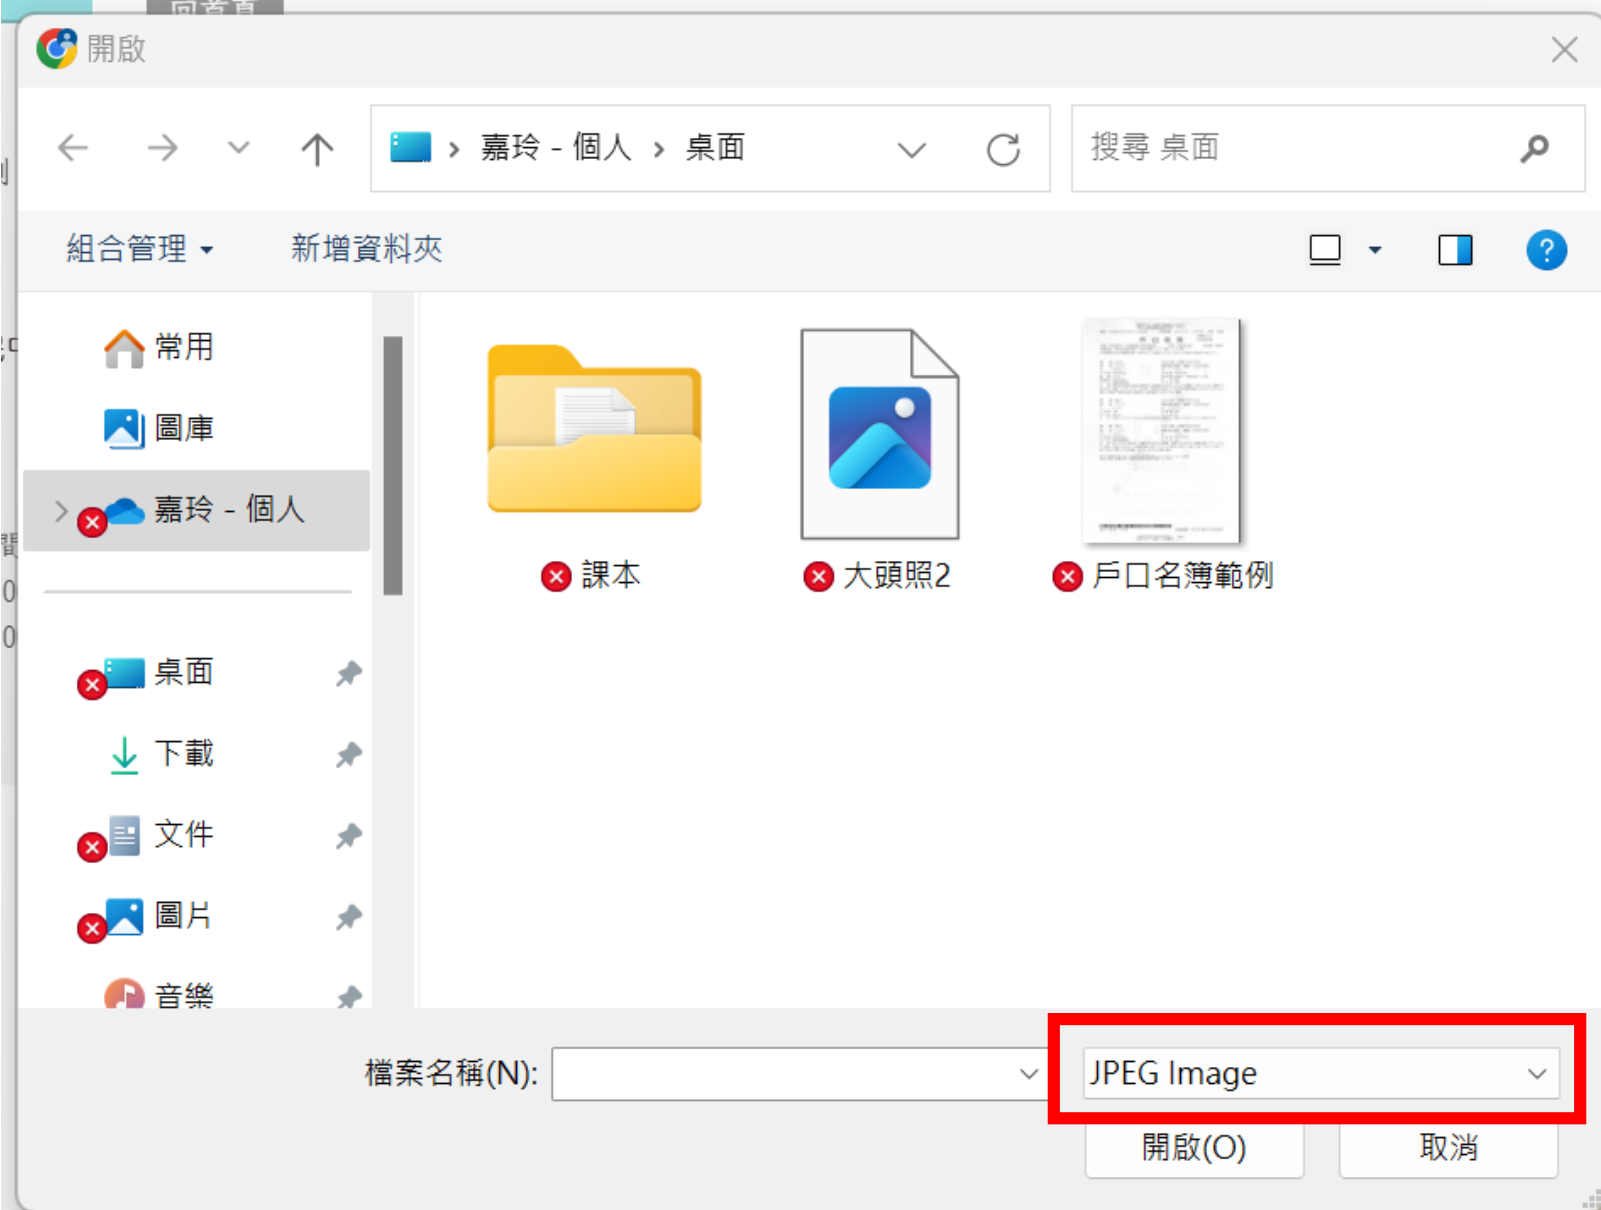 回首頁
開啟
嘉玲 - 個人 > 桌面
搜尋 桌面
組合管理
新增資料夾
常用
圖庫
嘉玲 - 個人
桌面
下載
文件
圖片
音樂
課本
大頭照2
戶口名簿範例
檔案名稱(N):
JPEG Image
開啟(O)
取消